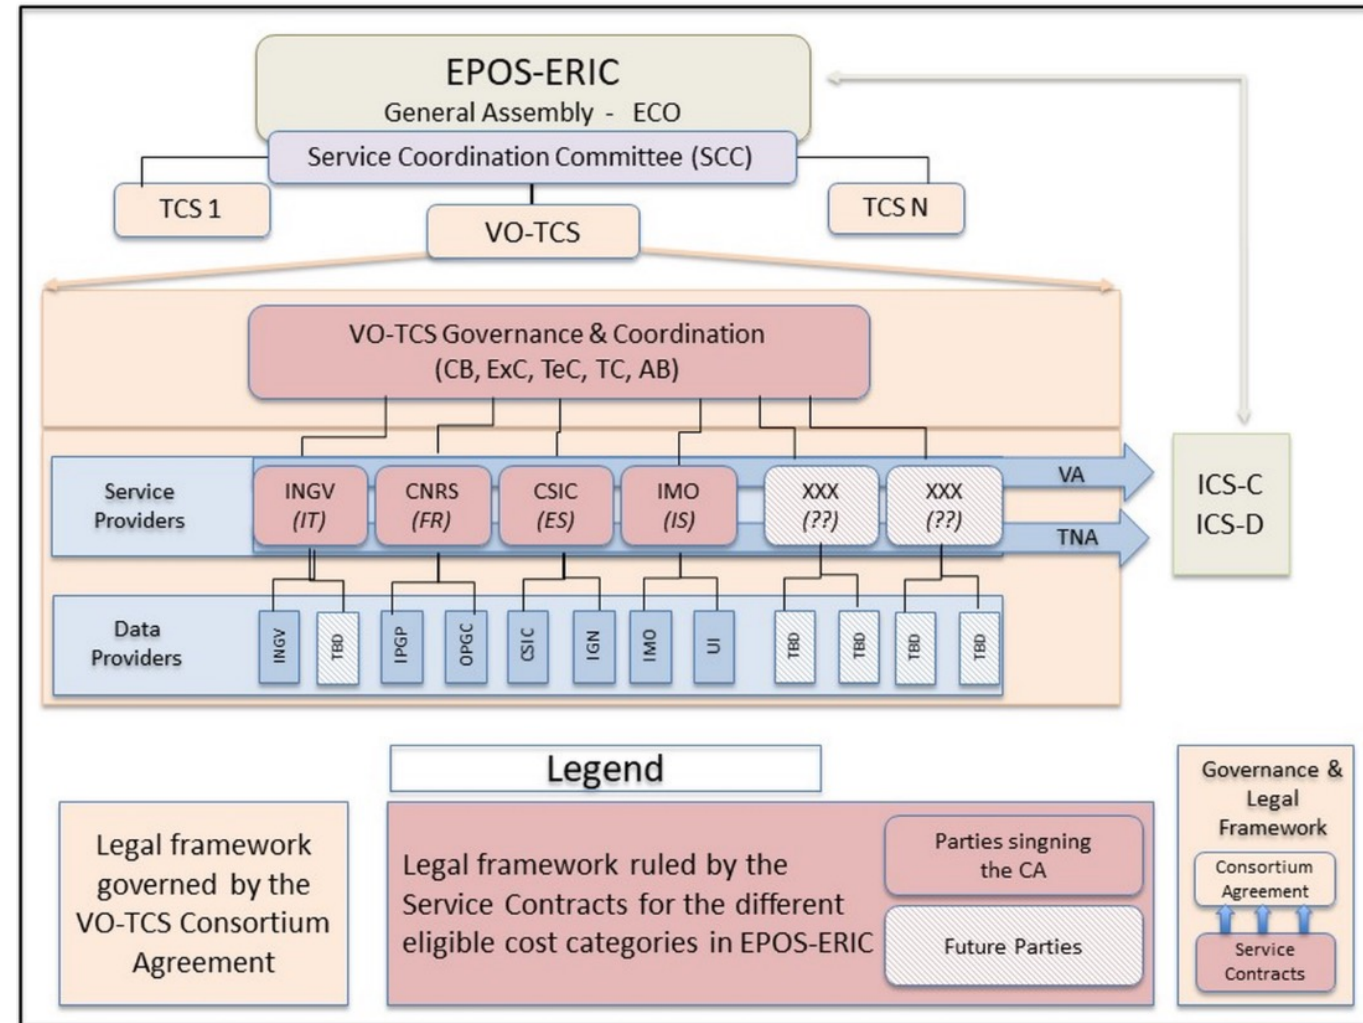 EPOS-ERIC
General Assembly - ECO
Service Coordination Committee (SCC)
TCS 1
VO-TCS
TCS N
VO-TCS Governance & Coordination
(CB, ExC, TeC, TC, AB)
Service
Providers
INGV
(IT)
CNRS
(FR)
CSIC
(ES)
IMO
(IS)
XXX
(??)
XXX
(??)
VA
TNA
ICS-C
ICS-D
Data
Providers
INGV
TBD
IPGP
OPGC
CSIC
IGN
IMO
UI
TBD
TBD
TBD
TBD
Legend
Legal framework
governed by the
VO-TCS Consortium
Agreement
Legal framework ruled by the
Service Contracts for the different
eligible cost categories in EPOS-ERIC
Parties singning
the CA
Future Parties
Governance &
Legal
Framework
Consortium
Agreement
Service
Contracts